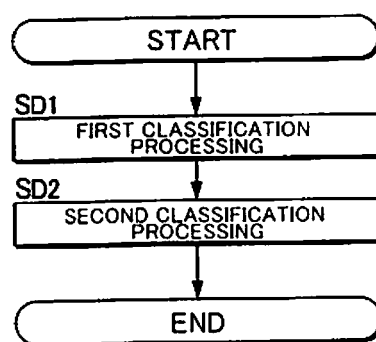 START
SD1
FIRST CLASSIFICATION
PROCESSING
SD2
SECOND CLASSIFICATION
PROCESSING
END